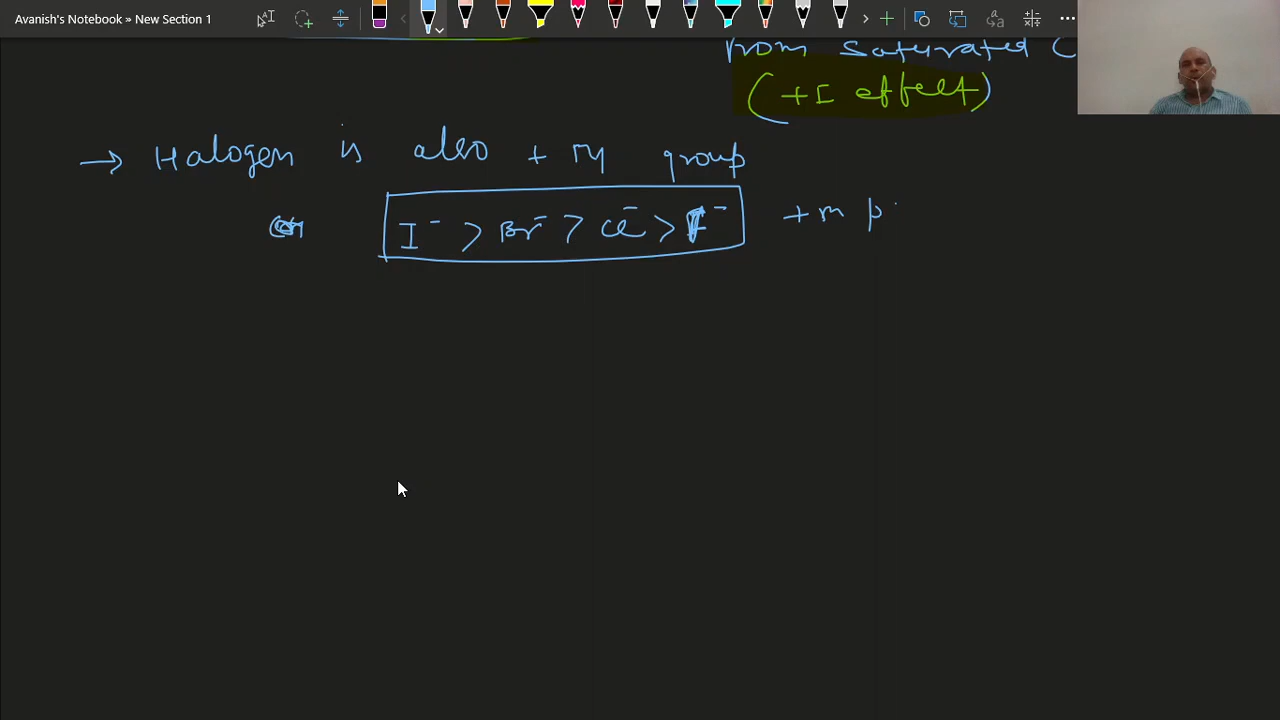 Avanish's Notebook » New Section 1
from saturated C
(+I effect)
→ Halogen is also + M group
I⁻ > Br⁻ > Cl⁻ > F⁻ +m p